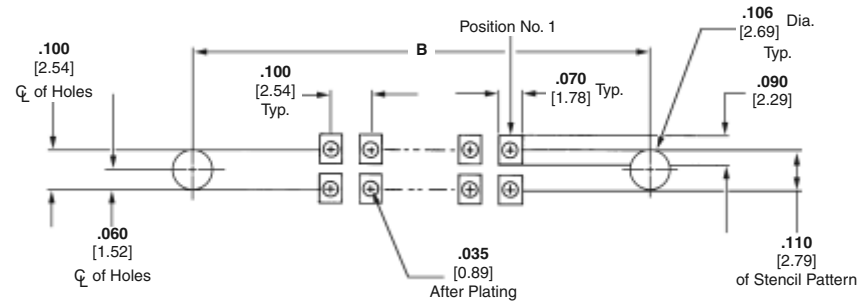 .100
[2.54]
℄ of Holes
.100
[2.54]
Typ.
B
Position No. 1
.070
[1.78] Typ.
.106
[2.69]
Dia.
Typ.
.090
[2.29]
.060
[1.52]
℄ of Holes
.035
[0.89]
After Plating
.110
[2.79]
of Stencil Pattern